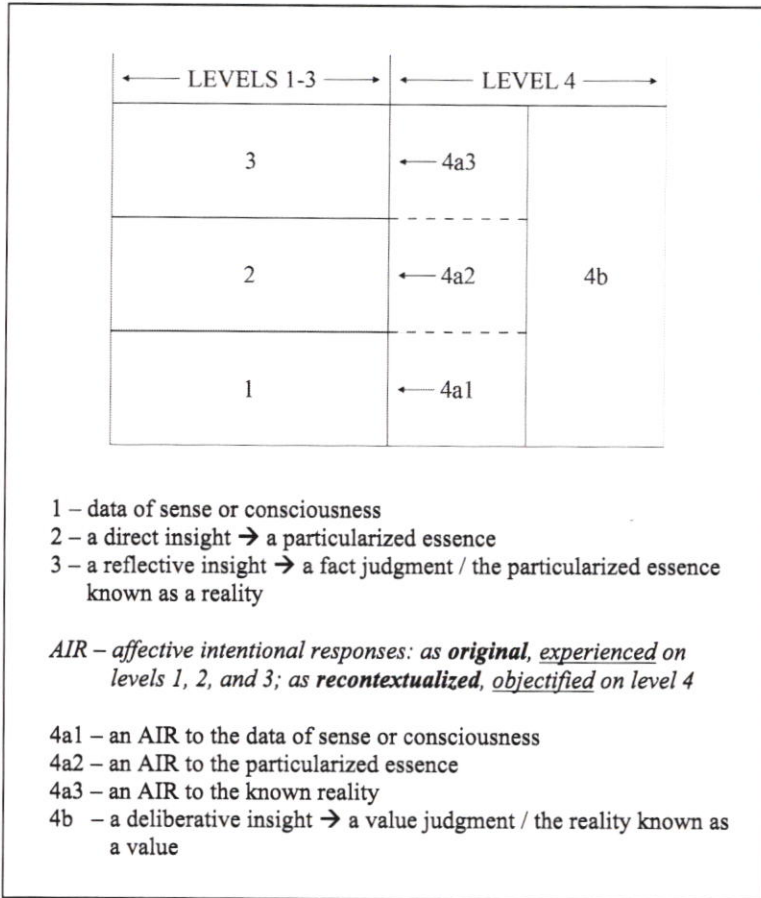 ← LEVELS 1-3 → ← LEVEL 4 →
3 ← 4a3
2 ← 4a2 4b
1 ← 4a1
1 – data of sense or consciousness
2 – a direct insight ➔ a particularized essence
3 – a reflective insight ➔ a fact judgment / the particularized essence
known as a reality
AIR – affective intentional responses: as original, experienced on
levels 1, 2, and 3; as recontextualized, objectified on level 4
4a1 – an AIR to the data of sense or consciousness
4a2 – an AIR to the particularized essence
4a3 – an AIR to the known reality
4b – a deliberative insight ➔ a value judgment / the reality known as
a value